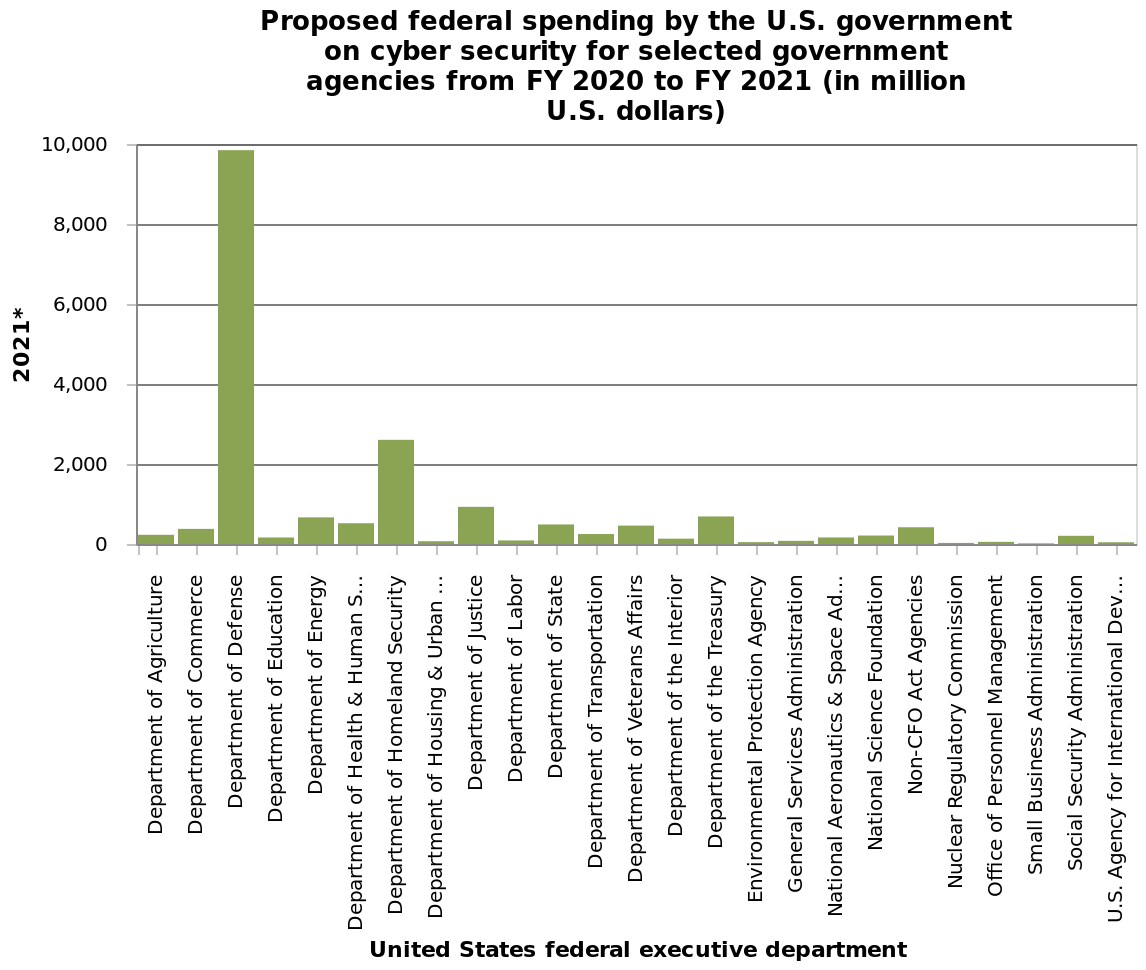 Proposed federal spending by the U.S. government
on cyber security for selected government
agencies from FY 2020 to FY 2021 (in million
U.S. dollars)
10,000
8,000
6,000
4,000
2,000
0
2021*
Department of Agriculture
Department of Commerce
Department of Defense
Department of Education
Department of Energy
Department of Health & Human S...
Department of Homeland Security
Department of Housing & Urban ...
Department of Justice
Department of Labor
Department of State
Department of Transportation
Department of Veterans Affairs
Department of the Interior
Department of the Treasury
Environmental Protection Agency
General Services Administration
National Aeronautics & Space Ad...
National Science Foundation
Non-CFO Act Agencies
Nuclear Regulatory Commission
Office of Personnel Management
Small Business Administration
Social Security Administration
U.S. Agency for International Dev...
United States federal executive department